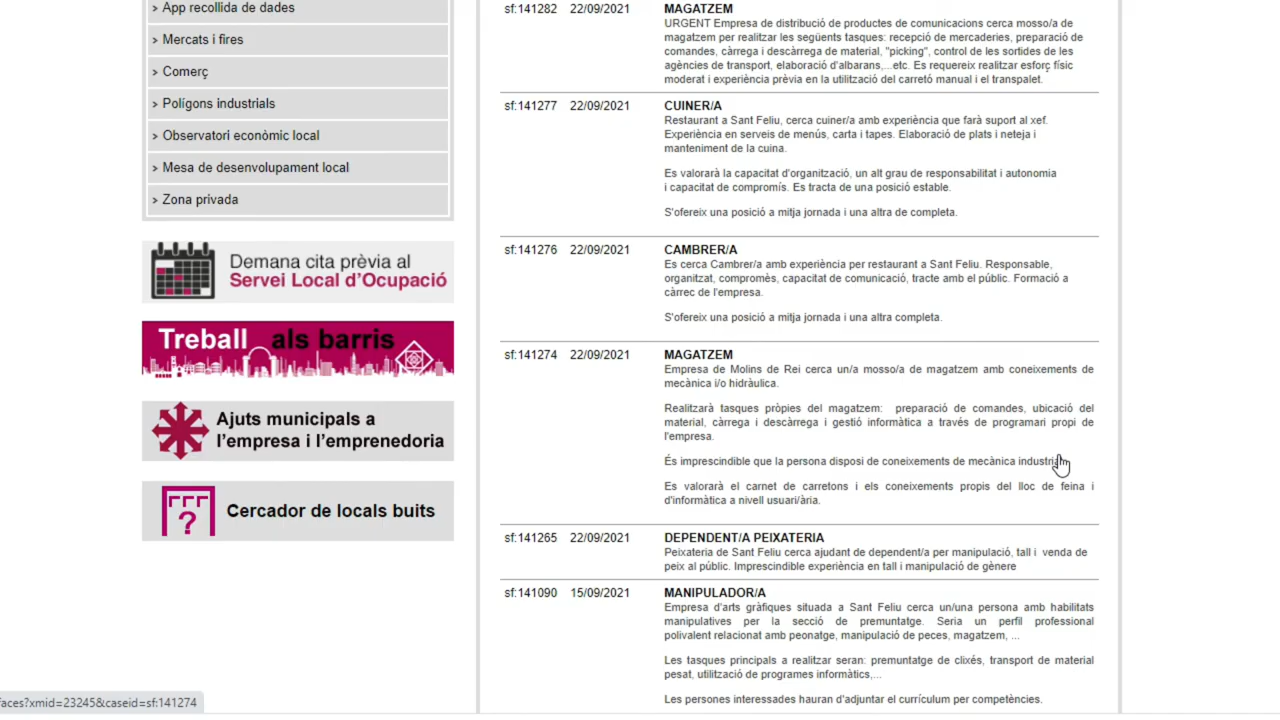 > App recollida de dades
> Mercats i fires
> Comerç
> Polígons industrials
> Observatori econòmic local
> Mesa de desenvolupament local
> Zona privada
Demana cita prèvia al
Servei Local d'Ocupació
Treball als barris
Ajuts municipals a
l'empresa i l'emprenedoria
?
Cercador de locals buits
sf:141282 22/09/2021 MAGATZEM
URGENT Empresa de distribució de productes de comunicacions cerca mosso/a de
magatzem per realitzar les següents tasques: recepció de mercaderies, preparació de
comandes, càrrega i descàrrega de material, "picking", control de les sortides de les
agències de transport, elaboració d'albarans,...etc. Es requereix realitzar esforç físic
moderat i experiència prèvia en la utilització del carretó manual i el transpalet.
sf:141277 22/09/2021 CUINER/A
Restaurant a Sant Feliu, cerca cuiner/a amb experiència que farà suport al xef.
Experiència en serveis de menús, carta i tapes. Elaboració de plats i neteja i
manteniment de la cuina.
Es valorarà la capacitat d'organització, un alt grau de responsabilitat i autonomia
i capacitat de compromís. Es tracta de una posició estable.
S'ofereix una posició a mitja jornada i una altra de completa.
sf:141276 22/09/2021 CAMBRER/A
Es cerca Cambrer/a amb experiència per restaurant a Sant Feliu. Responsable,
organitzat, compromès, capacitat de comunicació, tracte amb el públic. Formació a
càrrec de l'empresa.
S'ofereix una posició a mitja jornada i una altra completa.
sf:141274 22/09/2021 MAGATZEM
Empresa de Molins de Rei cerca un/a mosso/a de magatzem amb coneixements de
mecànica i/o hidràulica.
Realitzarà tasques pròpies del magatzem: preparació de comandes, ubicació del
material, càrrega i descàrrega i gestió informàtica a través de programari propi de
l'empresa.
És imprescindible que la persona disposi de coneixements de mecànica
Es valorarà el carnet de carretons i els coneixements propis del lloc de feina i
d'informàtica a nivell usuari/ària.
sf:141265 22/09/2021 DEPENDENT/A PEIXATERIA
Peixateria de Sant Feliu cerca ajudant de dependent/a per manipulació, tall i venda de
peix al públic. Imprescindible experiència en tall i manipulació de gènere
sf:141090 15/09/2021 MANIPULADOR/A
Empresa d'arts gràfiques situada a Sant Feliu cerca un/una persona amb habilitats
manipulatives per la secció de premuntatge. Seria un perfil professional
polivalent relacionat amb peonatge, manipulació de peces, magatzem, ...
Les tasques principals a realitzar seran: premuntatge de clixés, transport de material
pesat, utilització de programes informàtics,...
Les persones interessades hauran d'adjuntar el currículum per competències.
faces?xmid=23245&caseid=sf:141274